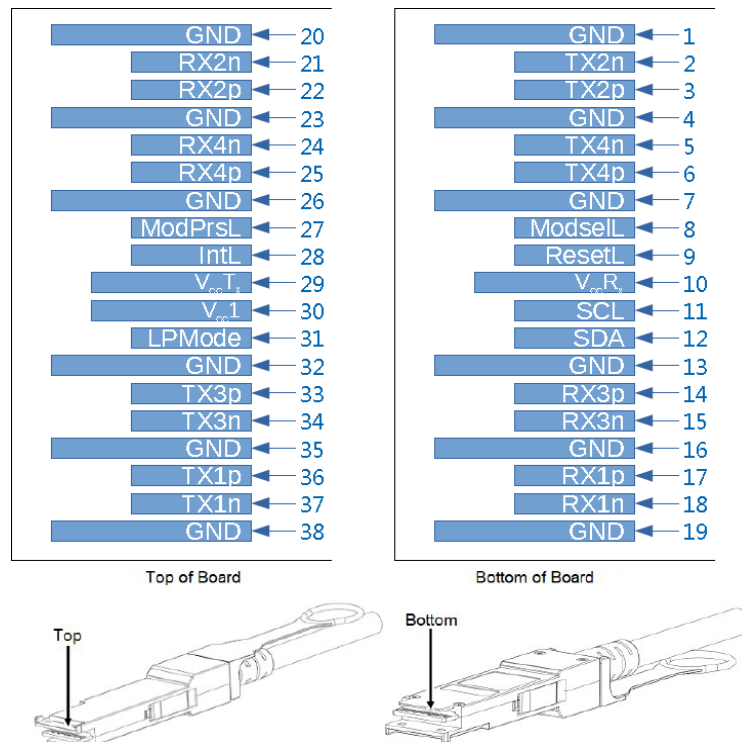 GND 20
RX2n 21
RX2p 22
GND 23
RX4n 24
RX4p 25
GND 26
ModPrsL 27
IntL 28
VccTx 29
Vcc1 30
LPMode 31
GND 32
TX3p 33
TX3n 34
GND 35
TX1p 36
TX1n 37
GND 38
Top of Board
GND 1
TX2n 2
TX2p 3
GND 4
TX4n 5
TX4p 6
GND 7
ModselL 8
ResetL 9
VccRx 10
SCL 11
SDA 12
GND 13
RX3p 14
RX3n 15
GND 16
RX1p 17
RX1n 18
GND 19
Bottom of Board
Top
Bottom